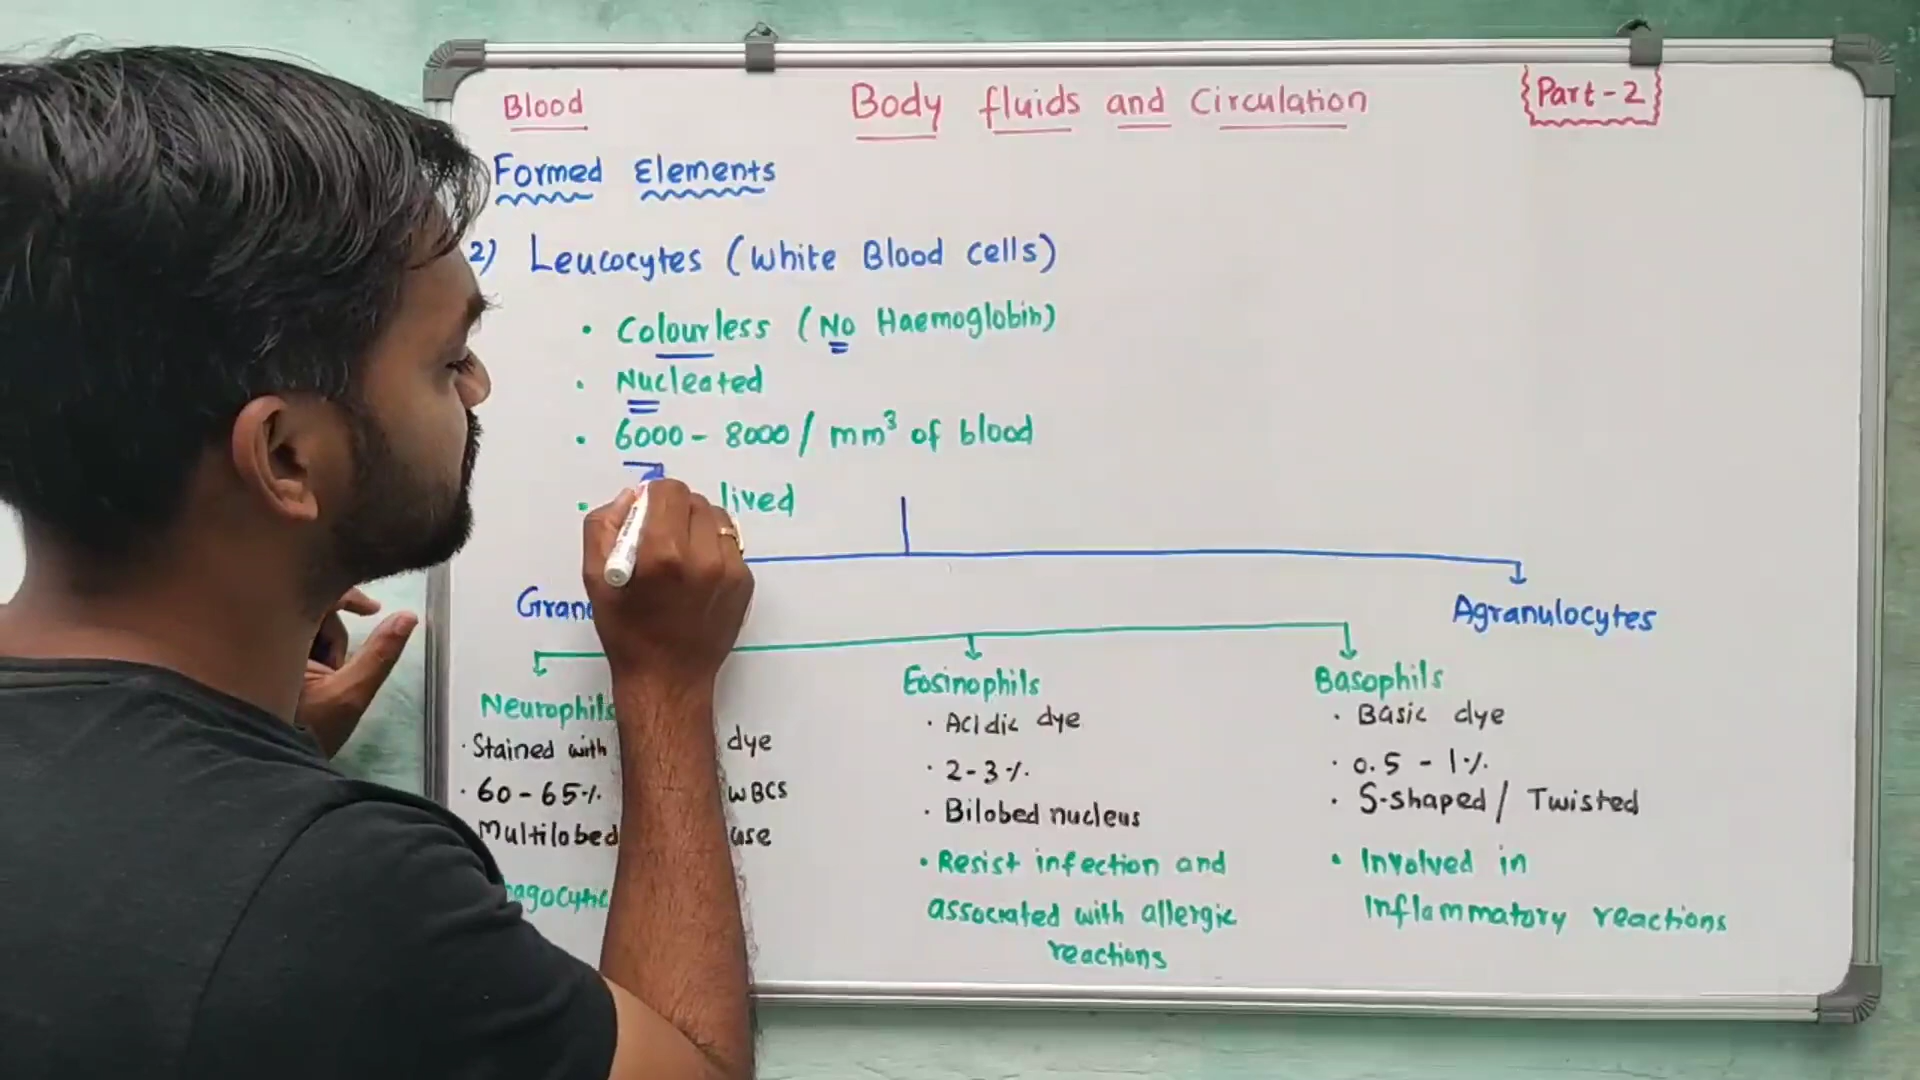 Blood
Body fluids and Circulation
Part-2
Formed Elements
2) Leucocytes (White Blood cells)
• Colourless (No Haemoglobin)
• Nucleated
• 6000 - 8000 / mm³ of blood
• lived
Agranulocytes
Neurophils
• Stained with dye
• 60 - 65% WBCS
Multilobed
Eosinophils
• Acidic dye
• 2-3%
• Bilobed nucleus
• Resist infection and
associated with allergic
reactions
Basophils
• Basic dye
• 0.5 - 1%
• S-shaped / Twisted
• Involved in
Inflammatory reactions